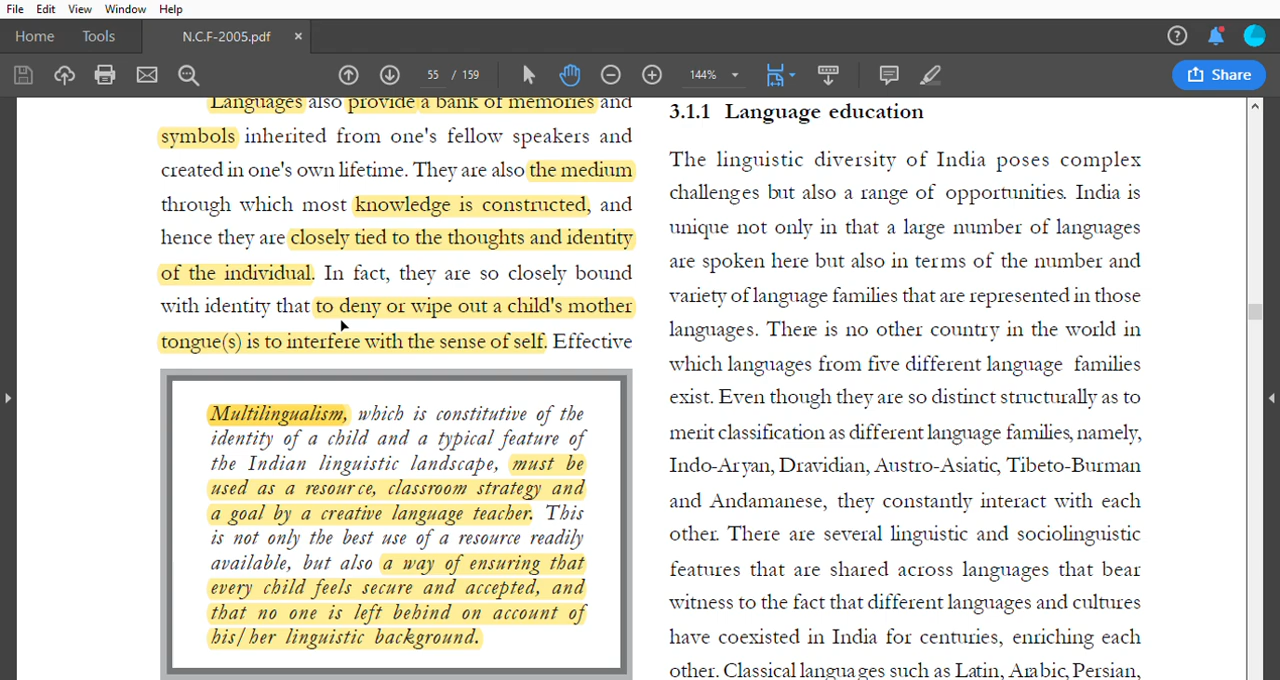 File Edit View Window Help
Home Tools N.C.F-2005.pdf ×
55 / 159 144% Share
Languages also provide a bank of memories and
symbols inherited from one's fellow speakers and
created in one's own lifetime. They are also the medium
through which most knowledge is constructed, and
hence they are closely tied to the thoughts and identity
of the individual. In fact, they are so closely bound
with identity that to deny or wipe out a child's mother
tongue(s) is to interfere with the sense of self. Effective
Multilingualism, which is constitutive of the
identity of a child and a typical feature of
the Indian linguistic landscape, must be
used as a resource, classroom strategy and
a goal by a creative language teacher. This
is not only the best use of a resource readily
available, but also a way of ensuring that
every child feels secure and accepted, and
that no one is left behind on account of
his/her linguistic background.
3.1.1 Language education
The linguistic diversity of India poses complex
challenges but also a range of opportunities. India is
unique not only in that a large number of languages
are spoken here but also in terms of the number and
variety of language families that are represented in those
languages. There is no other country in the world in
which languages from five different language families
exist. Even though they are so distinct structurally as to
merit classification as different language families, namely,
Indo-Aryan, Dravidian, Austro-Asiatic, Tibeto-Burman
and Andamanese, they constantly interact with each
other. There are several linguistic and sociolinguistic
features that are shared across languages that bear
witness to the fact that different languages and cultures
have coexisted in India for centuries, enriching each
other. Classical languages such as Latin, Arabic, Persian,